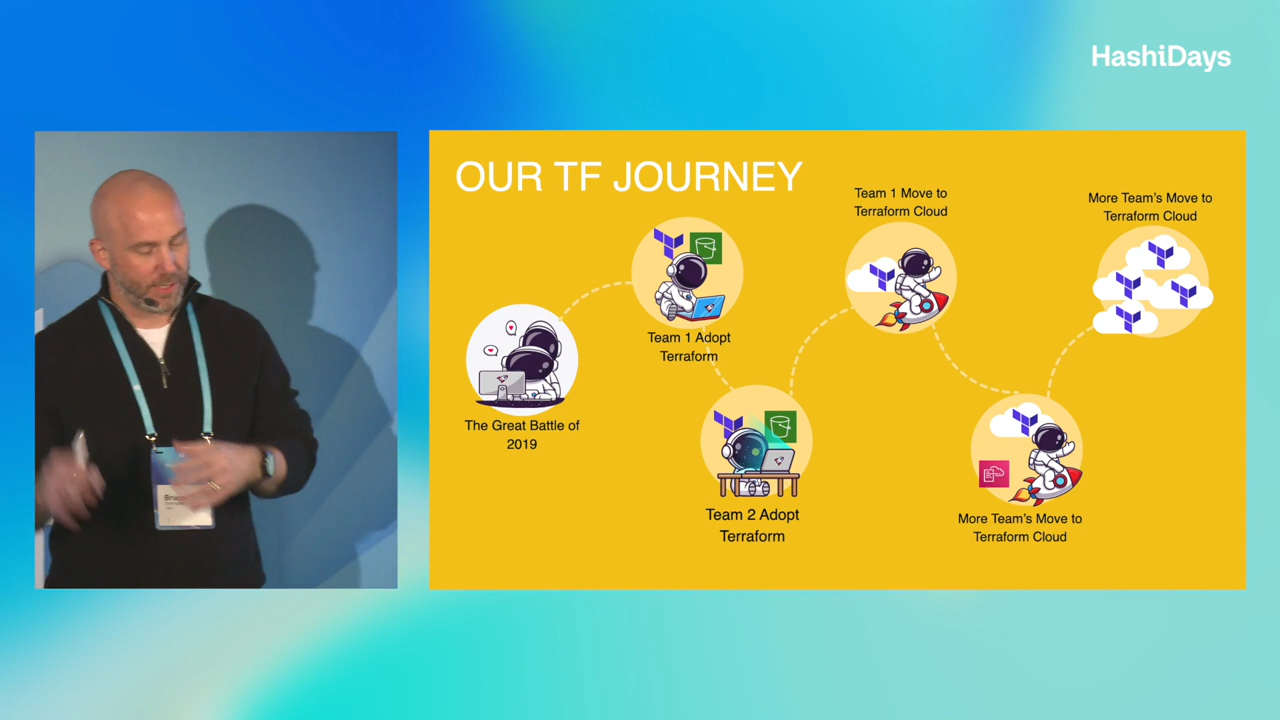 HashiDays
OUR TF JOURNEY
The Great Battle of
2019
Team 1 Adopt
Terraform
Team 2 Adopt
Terraform
Team 1 Move to
Terraform Cloud
More Team's Move to
Terraform Cloud
More Team's Move to
Terraform Cloud